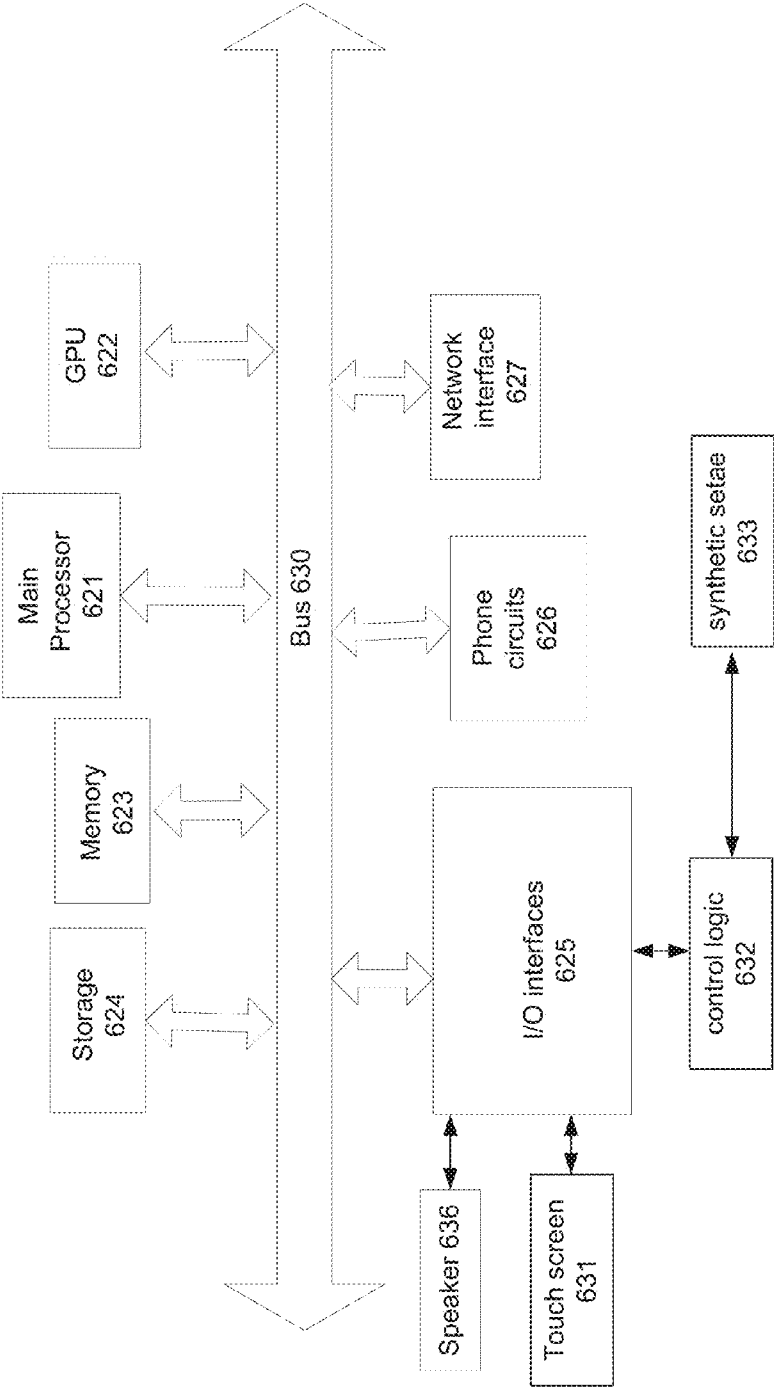 Storage
624
Memory
623
Main
Processor
621
GPU
622
Bus 630
Speaker 636
Touch screen
631
I/O interfaces
625
Phone
circuits
626
Network
interface
627
control logic
632
synthetic setae
633